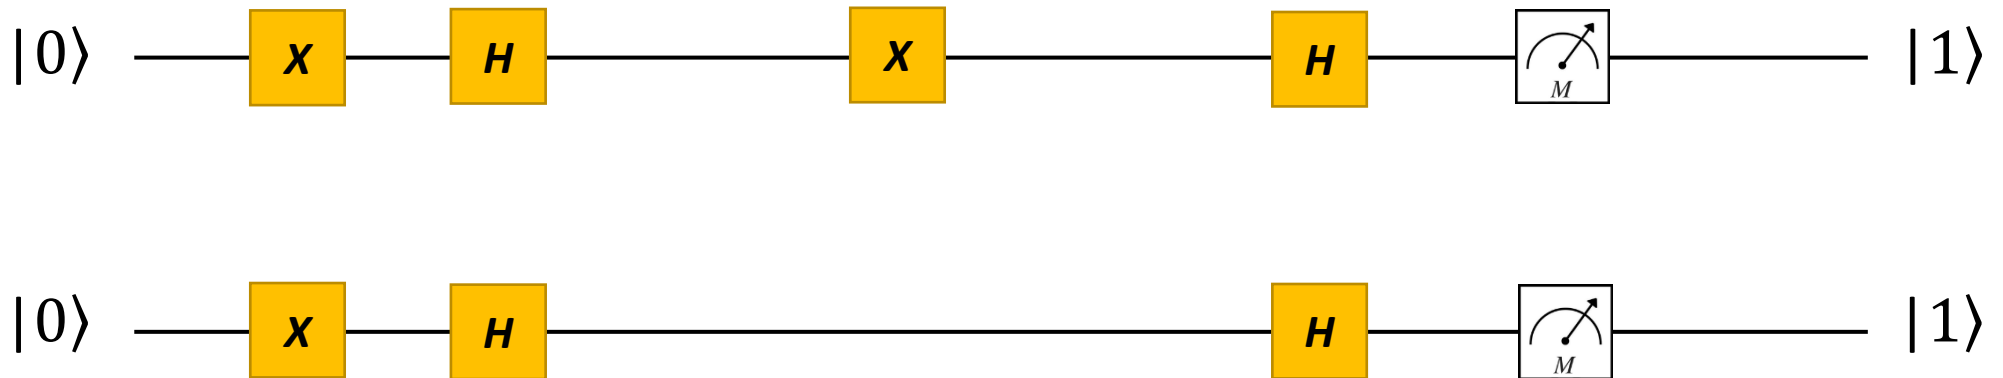 |0⟩ X H X H M |1⟩
|0⟩ X H H M |1⟩